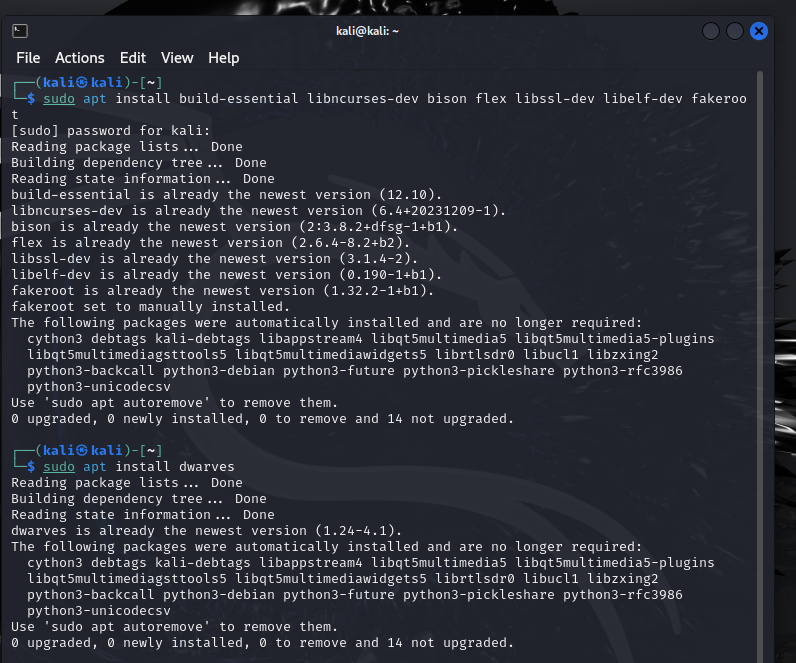 kali@kali: ~
File Actions Edit View Help
┌──(kali㉿kali)-[~]
└─$ sudo apt install build-essential libncurses-dev bison flex libssl-dev libelf-dev fakeroo
t
[sudo] password for kali:
Reading package lists... Done
Building dependency tree... Done
Reading state information... Done
build-essential is already the newest version (12.10).
libncurses-dev is already the newest version (6.4+20231209-1).
bison is already the newest version (2:3.8.2+dfsg-1+b1).
flex is already the newest version (2.6.4-8.2+b2).
libssl-dev is already the newest version (3.1.4-2).
libelf-dev is already the newest version (0.190-1+b1).
fakeroot is already the newest version (1.32.2-1+b1).
fakeroot set to manually installed.
The following packages were automatically installed and are no longer required:
  cython3 debtags kali-debtags libappstream4 libqt5multimedia5 libqt5multimedia5-plugins
  libqt5multimediagsttools5 libqt5multimediawidgets5 librtlsdr0 libucl1 libzxing2
  python3-backcall python3-debian python3-future python3-pickleshare python3-rfc3986
  python3-unicodecsv
Use 'sudo apt autoremove' to remove them.
0 upgraded, 0 newly installed, 0 to remove and 14 not upgraded.
┌──(kali㉿kali)-[~]
└─$ sudo apt install dwarves
Reading package lists... Done
Building dependency tree... Done
Reading state information... Done
dwarves is already the newest version (1.24-4.1).
The following packages were automatically installed and are no longer required:
  cython3 debtags kali-debtags libappstream4 libqt5multimedia5 libqt5multimedia5-plugins
  libqt5multimediagsttools5 libqt5multimediawidgets5 librtlsdr0 libucl1 libzxing2
  python3-backcall python3-debian python3-future python3-pickleshare python3-rfc3986
  python3-unicodecsv
Use 'sudo apt autoremove' to remove them.
0 upgraded, 0 newly installed, 0 to remove and 14 not upgraded.